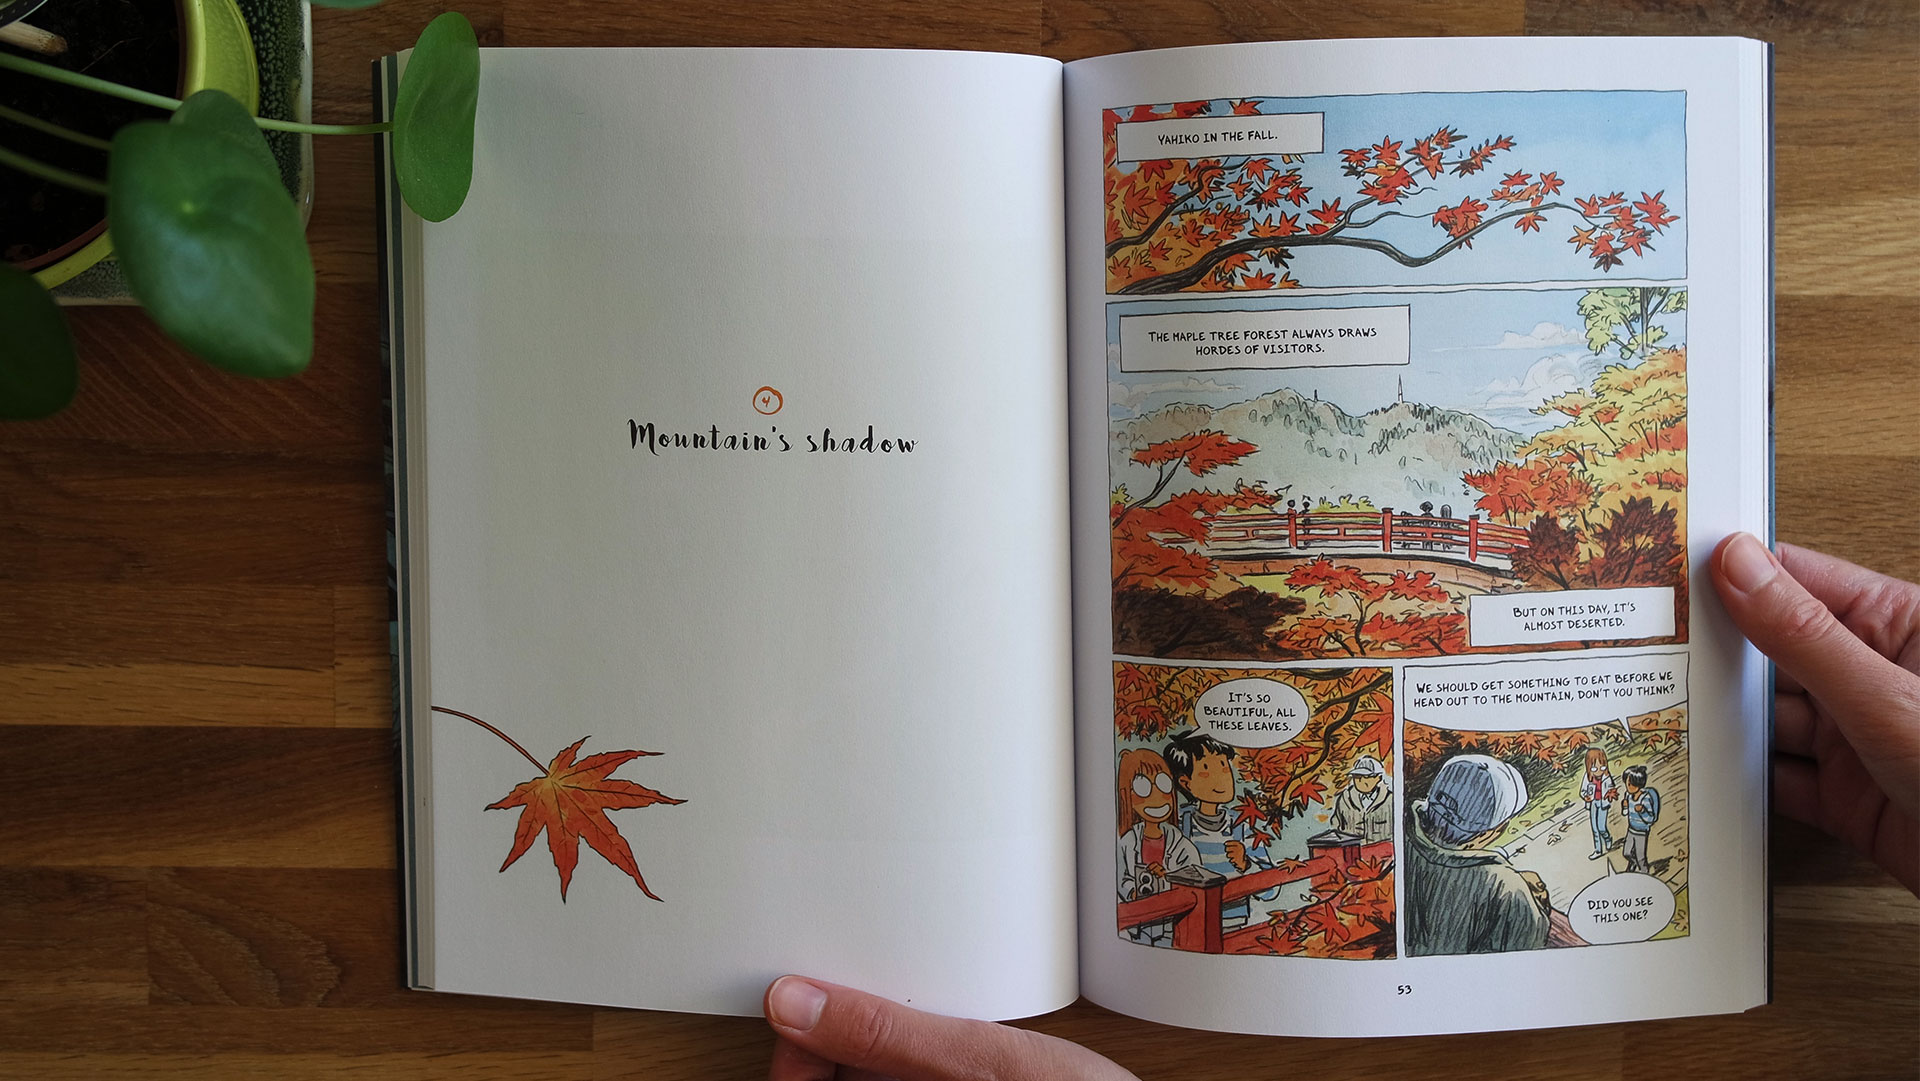 4
Mountain's shadow
YAHIKO IN THE FALL.
THE MAPLE TREE FOREST ALWAYS DRAWS
HORDES OF VISITORS.
BUT ON THIS DAY, IT'S
ALMOST DESERTED.
IT'S SO
BEAUTIFUL, ALL
THESE LEAVES.
WE SHOULD GET SOMETHING TO EAT BEFORE WE
HEAD OUT TO THE MOUNTAIN, DON'T YOU THINK?
DID YOU SEE
THIS ONE?
53